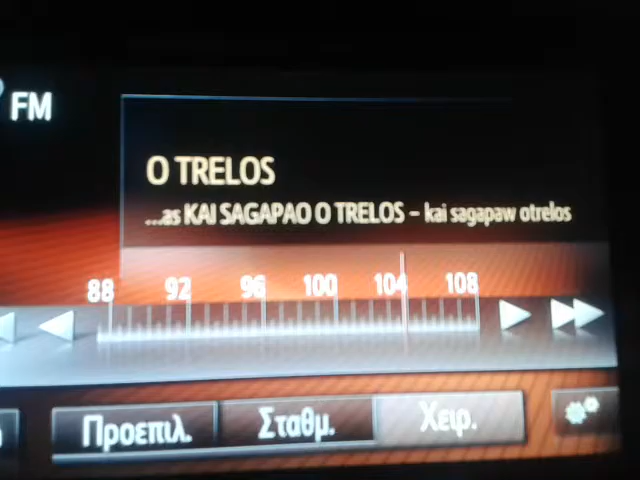 FM
O TRELOS
...as KAI SAGAPAO O TRELOS - kai sagapaw otrelos
88 92 96 100 104 108
Προεπιλ. Σταθμ. Χειρ.